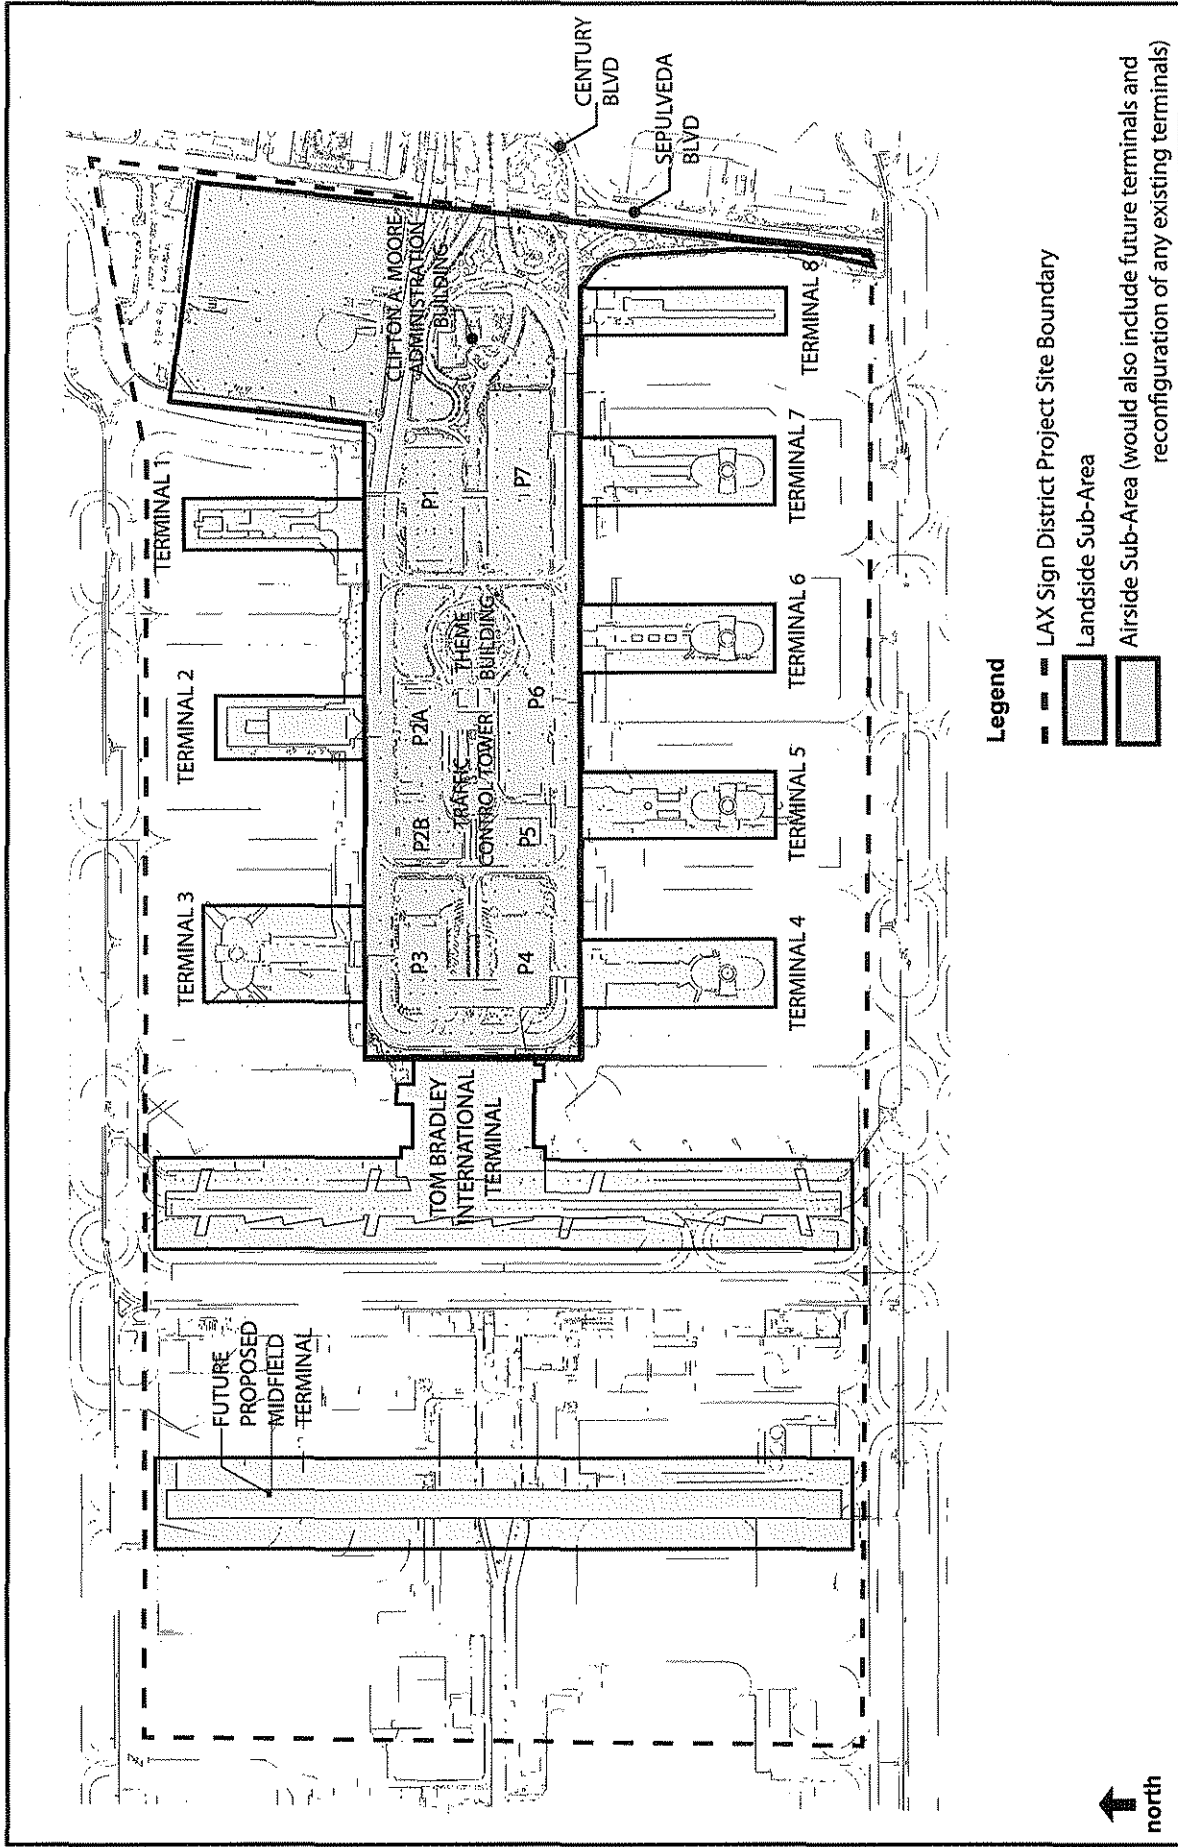 CENTURY
BLVD
SEPULVEDA
BLVD
CLIFTON A. MOORE
ADMINISTRATION
BUILDING
TERMINAL 1
TERMINAL 2
TERMINAL 3
P1
P7
THEME
BUILDING
P2A
P6
TRAFFIC
CONTROL TOWER
P2B
P5
P3
P4
TERMINAL 8
TERMINAL 7
TERMINAL 6
TERMINAL 5
TERMINAL 4
TOM BRADLEY
INTERNATIONAL
TERMINAL
FUTURE
PROPOSED
MIDFIELD
TERMINAL
Legend
LAX Sign District Project Site Boundary
Landside Sub-Area
Airside Sub-Area (would also include future terminals and
reconfiguration of any existing terminals)
north